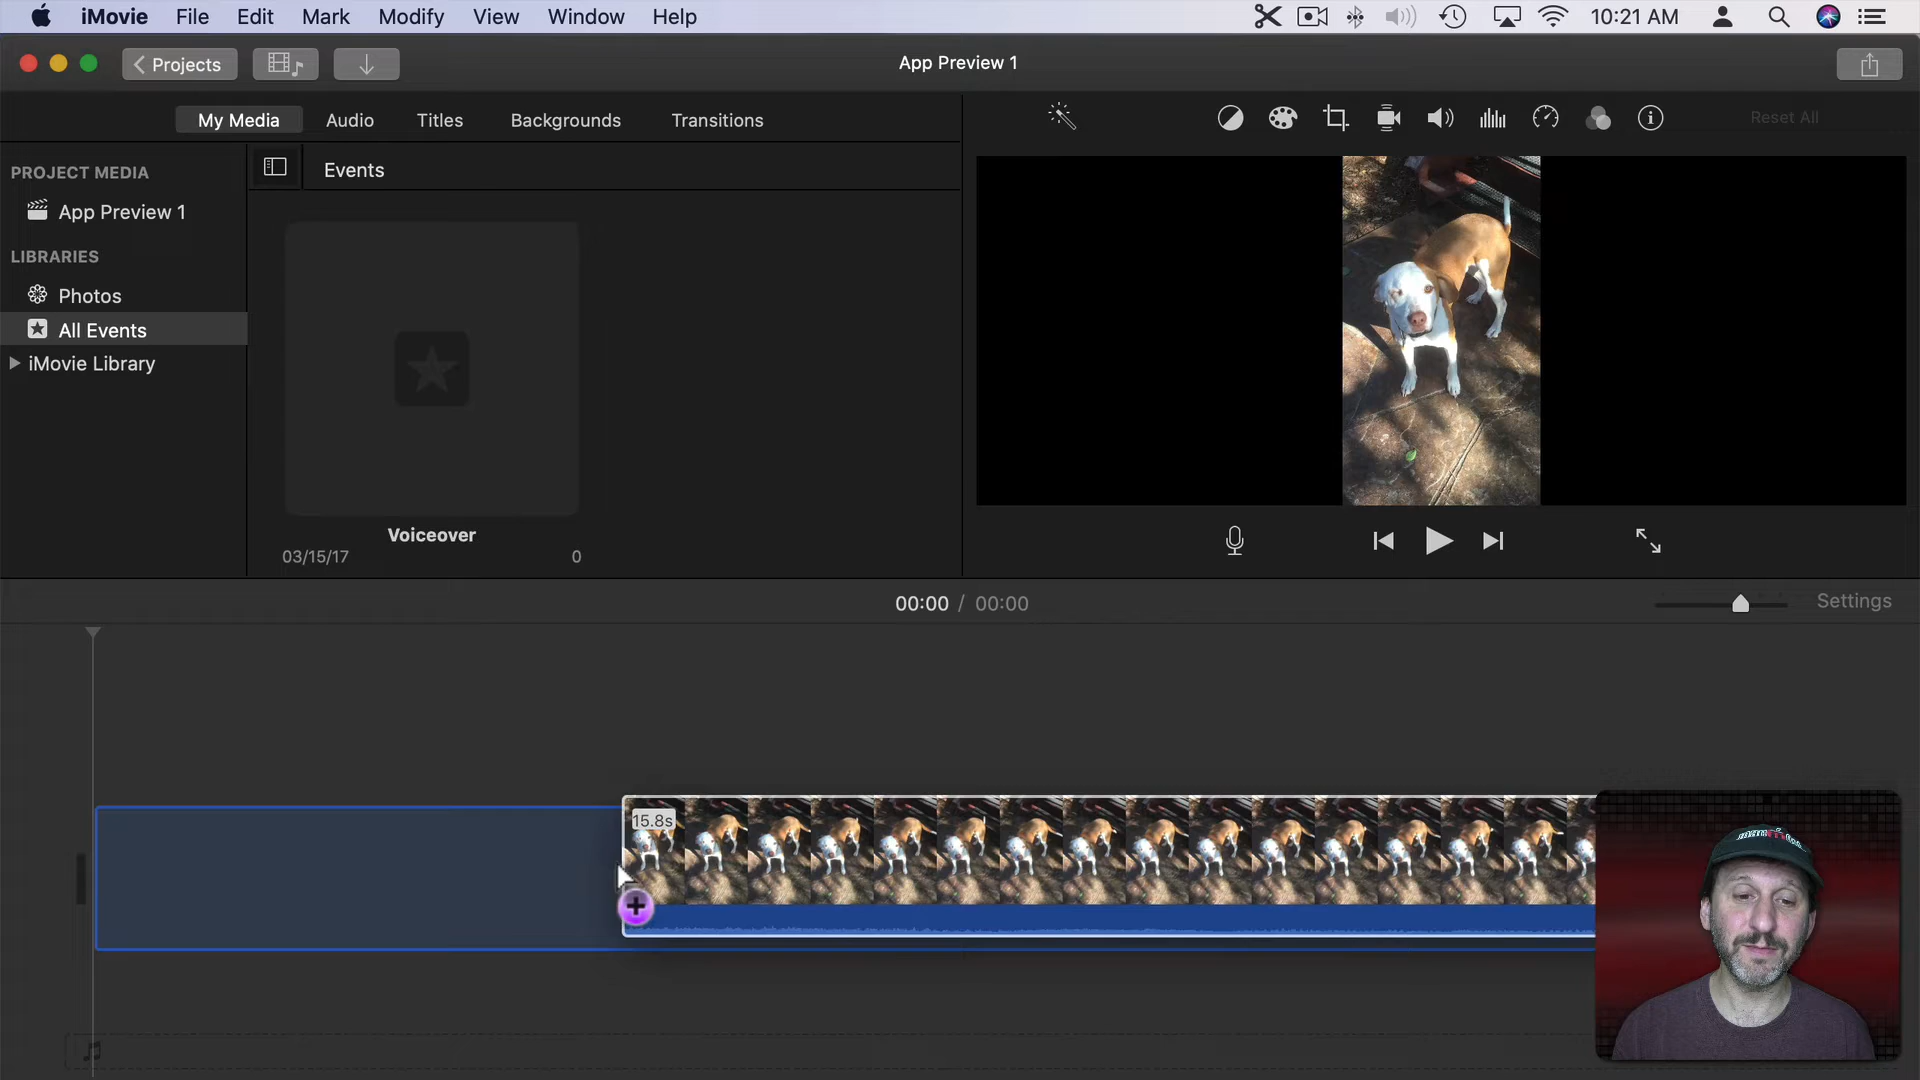 iMovie File Edit Mark Modify View Window Help 10:21 AM
Projects App Preview 1
My Media Audio Titles Backgrounds Transitions Reset All
PROJECT MEDIA
Events
App Preview 1
LIBRARIES
Photos
All Events
iMovie Library
Voiceover
03/15/17 0
00:00 / 00:00 Settings
15.8s